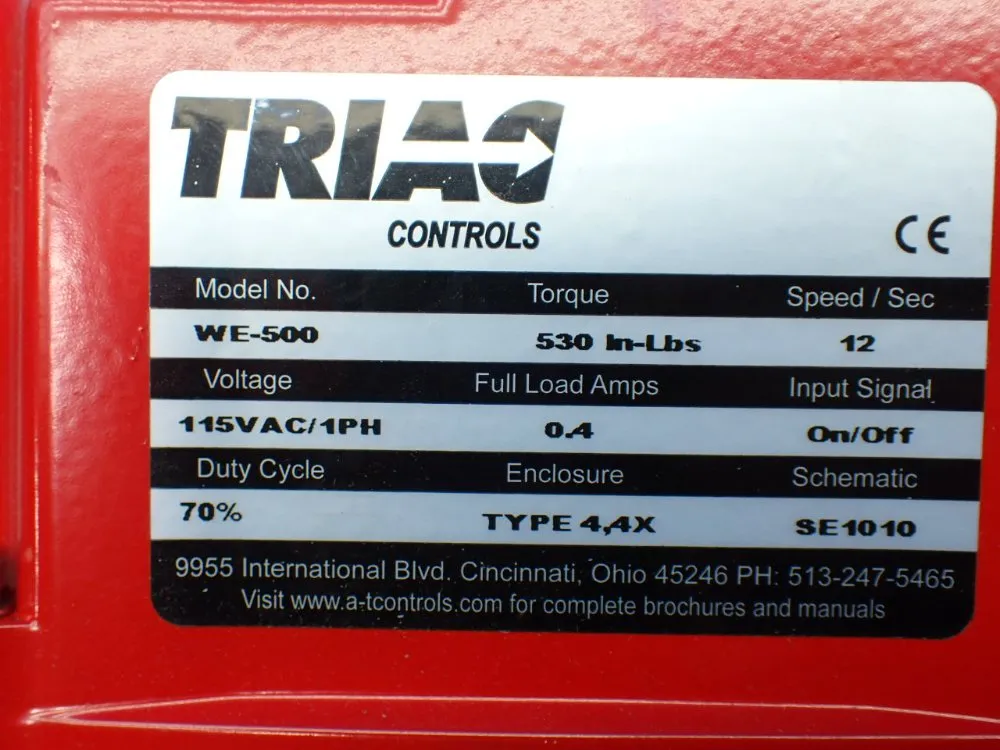 TRIAC
CONTROLS
CE
Model No. Torque Speed / Sec
WE-500 530 In-Lbs 12
Voltage Full Load Amps Input Signal
115VAC/1PH 0.4 On/Off
Duty Cycle Enclosure Schematic
70% TYPE 4,4X SE1010
9955 International Blvd. Cincinnati, Ohio 45246 PH: 513-247-5465
Visit www.a-tcontrols.com for complete brochures and manuals